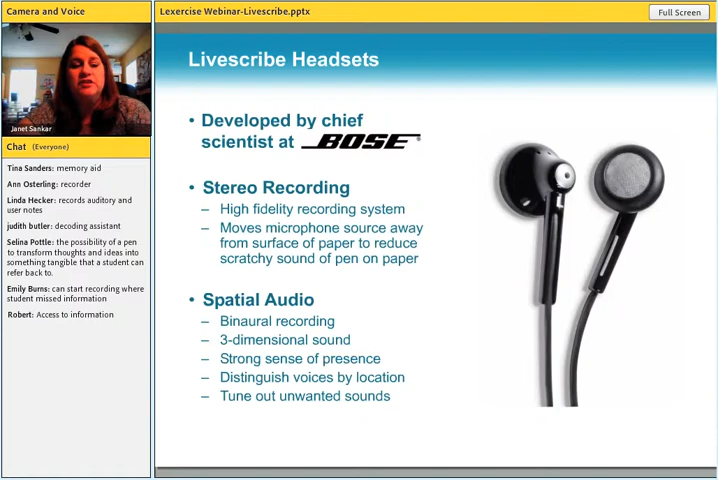 Camera and Voice
Janet Sankar
Chat (Everyone)
Tina Sanders: memory aid
Ann Osterling: recorder
Linda Hecker: records auditory and
user notes
judith butler: decoding assistant
Selina Pottle: the possibility of a pen
to transform thoughts and ideas into
something tangible that a student can
refer back to.
Emily Burns: can start recording where
student missed information
Robert: Access to information
Lexercise Webinar-Livescribe.pptx
Full Screen
Livescribe Headsets
• Developed by chief
scientist at BOSE®
• Stereo Recording
– High fidelity recording system
– Moves microphone source away
from surface of paper to reduce
scratchy sound of pen on paper
• Spatial Audio
– Binaural recording
– 3-dimensional sound
– Strong sense of presence
– Distinguish voices by location
– Tune out unwanted sounds
L